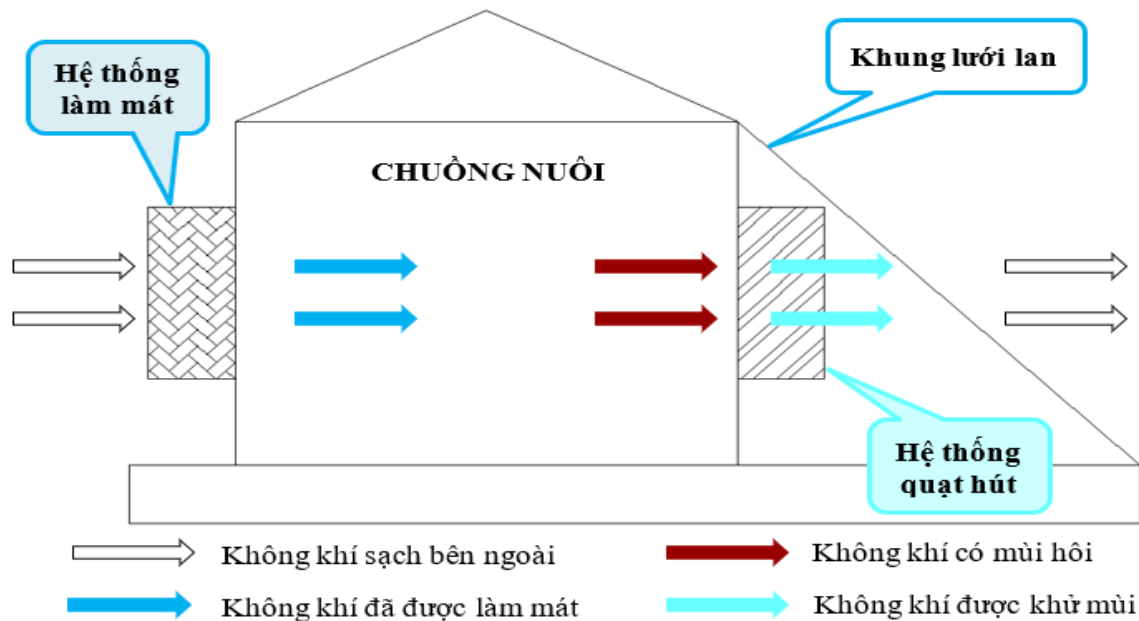 Hệ thống
làm mát
Khung lưới lan
CHUỒNG NUÔI
Hệ thống
quạt hút
Không khí sạch bên ngoài
Không khí có mùi hôi
Không khí đã được làm mát
Không khí được khử mùi